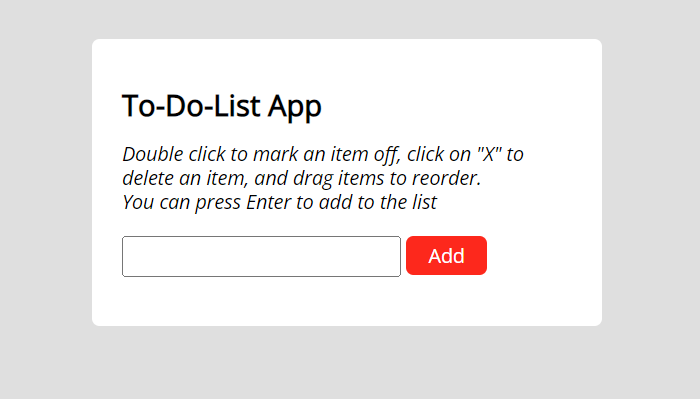 To-Do-List App
Double click to mark an item off, click on "X" to
delete an item, and drag items to reorder.
You can press Enter to add to the list
Add